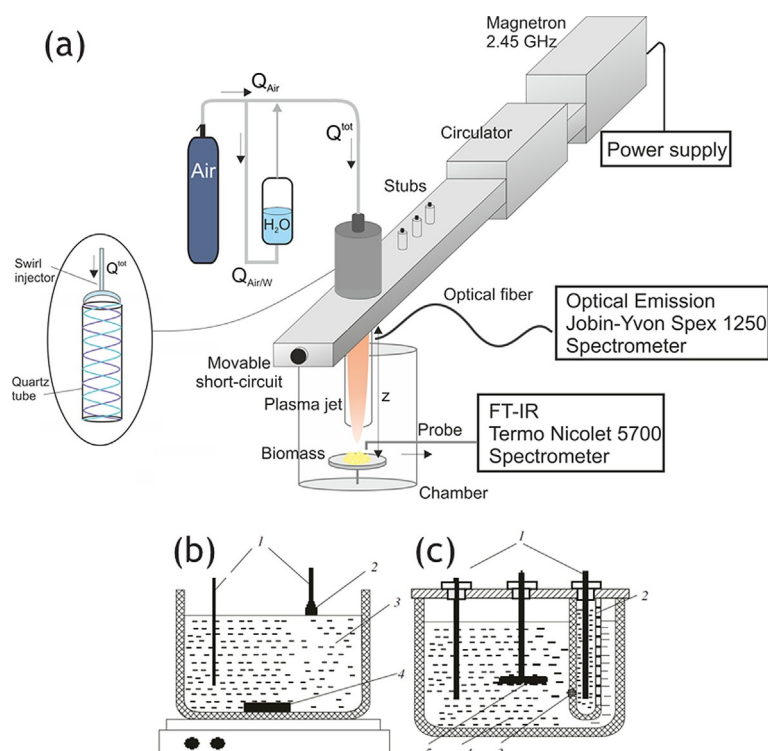 (a)
Magnetron
2.45 GHz
Q_Air
Q^tot
Circulator
Power supply
Air
Stubs
H₂O
Swirl
injector
Q^tot
Q_Air/W
Optical fiber
Optical Emission
Jobin-Yvon Spex 1250
Spectrometer
Movable
short-circuit
Quartz
tube
Plasma jet
z
FT-IR
Termo Nicolet 5700
Spectrometer
Probe
Biomass
Chamber
(b)
1
2
3
4
(c)
1
2